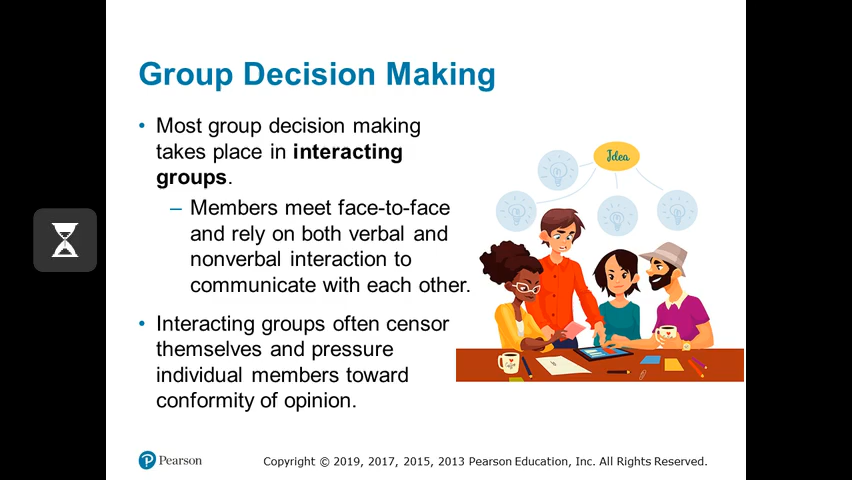 Group Decision Making
• Most group decision making
takes place in interacting
groups.
– Members meet face-to-face
and rely on both verbal and
nonverbal interaction to
communicate with each other.
• Interacting groups often censor
themselves and pressure
individual members toward
conformity of opinion.
Idea
Pearson
Copyright © 2019, 2017, 2015, 2013 Pearson Education, Inc. All Rights Reserved.